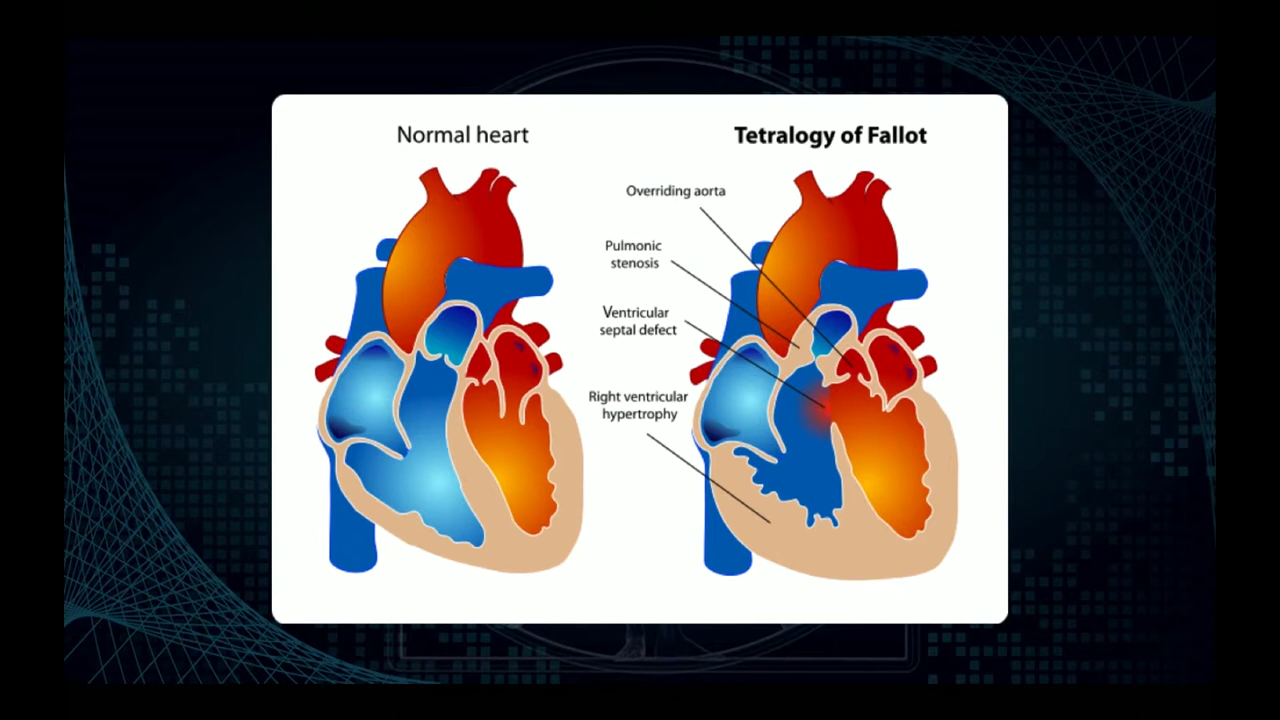 Normal heart
Tetralogy of Fallot
Overriding aorta
Pulmonic
stenosis
Ventricular
septal defect
Right ventricular
hypertrophy